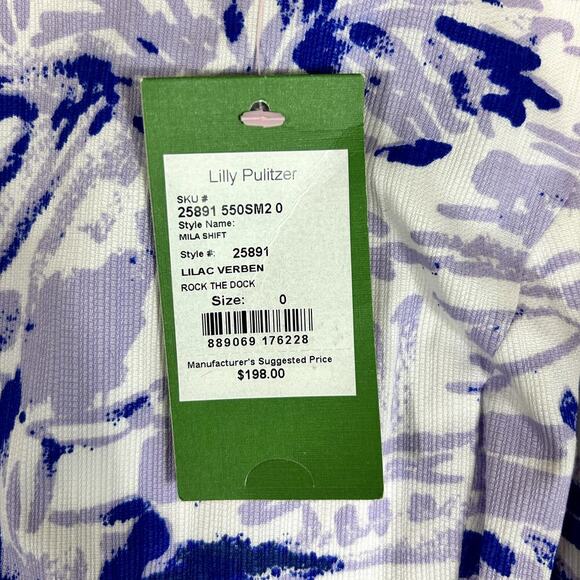 Lilly Pulitzer
SKU #
25891 550SM2 0
Style Name:
MILA SHIFT
Style #: 25891
LILAC VERBEN
ROCK THE DOCK
Size: 0
889069 176228
Manufacturer's Suggested Price
$198.00